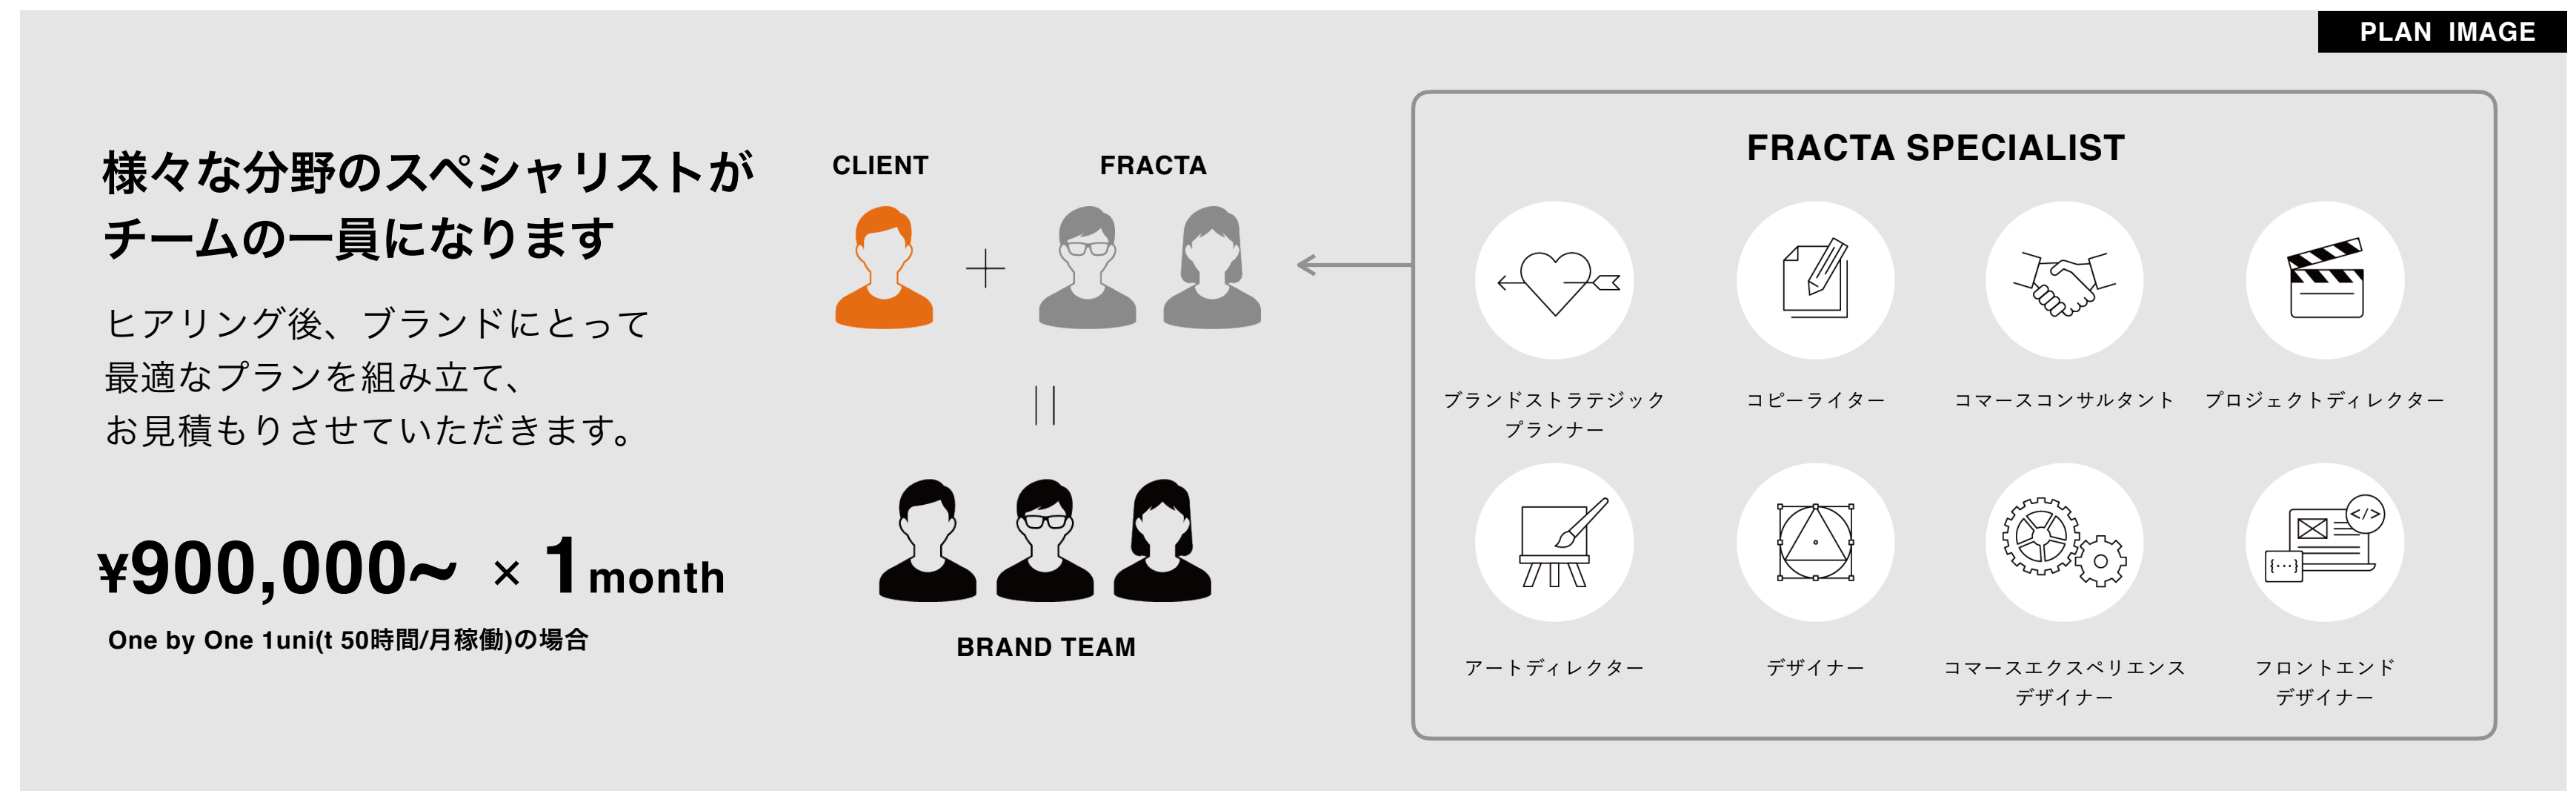 PLAN IMAGE
様々な分野のスペシャリストが
チームの一員になります
ヒアリング後、ブランドにとって
最適なプランを組み立て、
お見積もりさせていただきます。
¥900,000~ × 1month
One by One 1uni(t 50時間/月稼働)の場合
CLIENT
FRACTA
BRAND TEAM
FRACTA SPECIALIST
ブランドストラテジック
プランナー
コピーライター
コマースコンサルタント
プロジェクトディレクター
アートディレクター
デザイナー
コマースエクスペリエンス
デザイナー
</>
{...}
フロントエンド
デザイナー